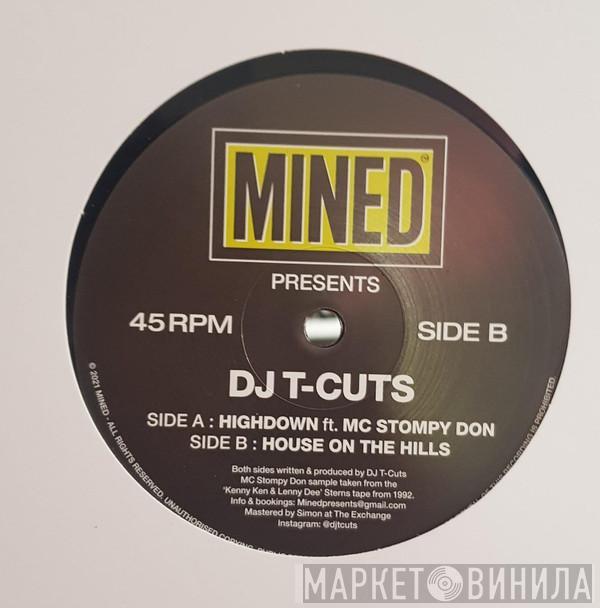 MINED
PRESENTS
45 RPM
SIDE B
DJ T-CUTS
SIDE A : HIGHDOWN ft. MC STOMPY DON
SIDE B : HOUSE ON THE HILLS
Both sides written & produced by DJ T-Cuts
MC Stompy Don sample taken from the
'Kenny Ken & Lenny Dee' Sterns tape from 1992.
Info & bookings: Minedpresents@gmail.com
Mastered by Simon at The Exchange
Instagram: @djtcuts
© 2021 MINED - ALL RIGHTS RESERVED. UNAUTHORISED COPYING, PUBLIC
RECORDING IS PROHIBITED.
МАРКЕТ ВИНИЛА